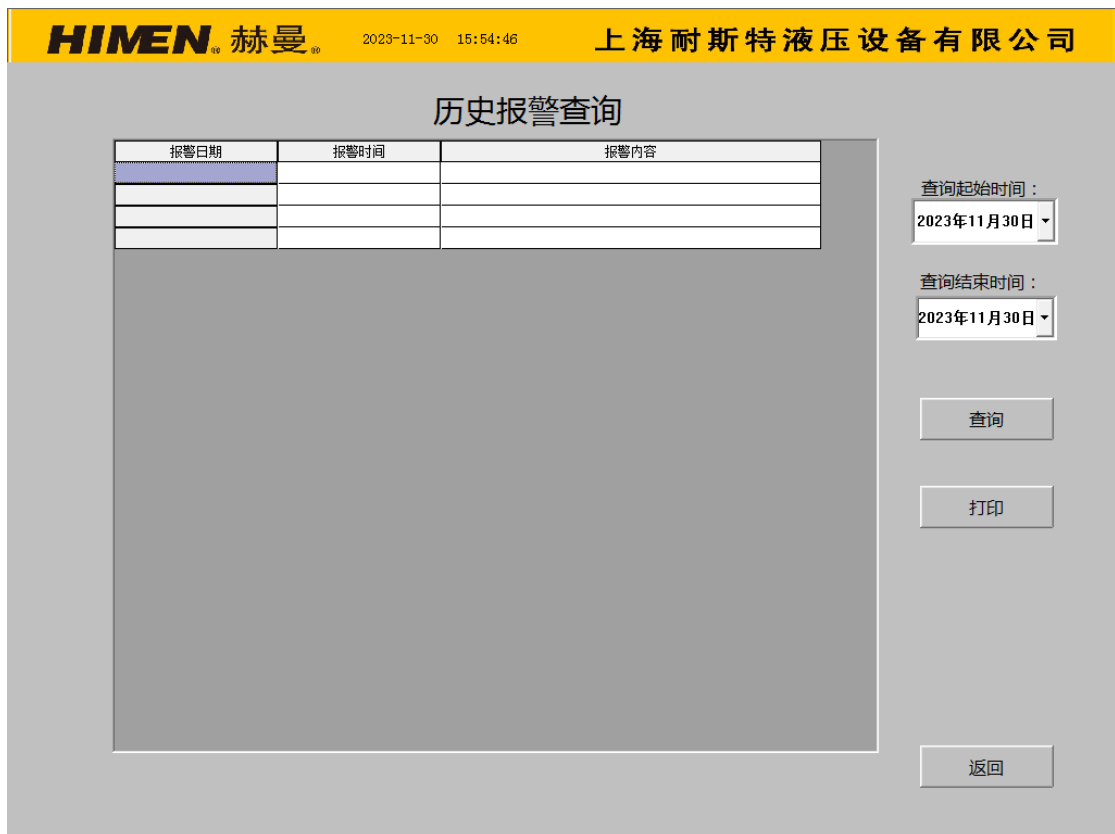 HIMEN® 赫曼® 2023-11-30 15:54:46 上海耐斯特液压设备有限公司
历史报警查询
报警日期 报警时间 报警内容
查询起始时间：
2023年11月30日
查询结束时间：
2023年11月30日
查询
打印
返回